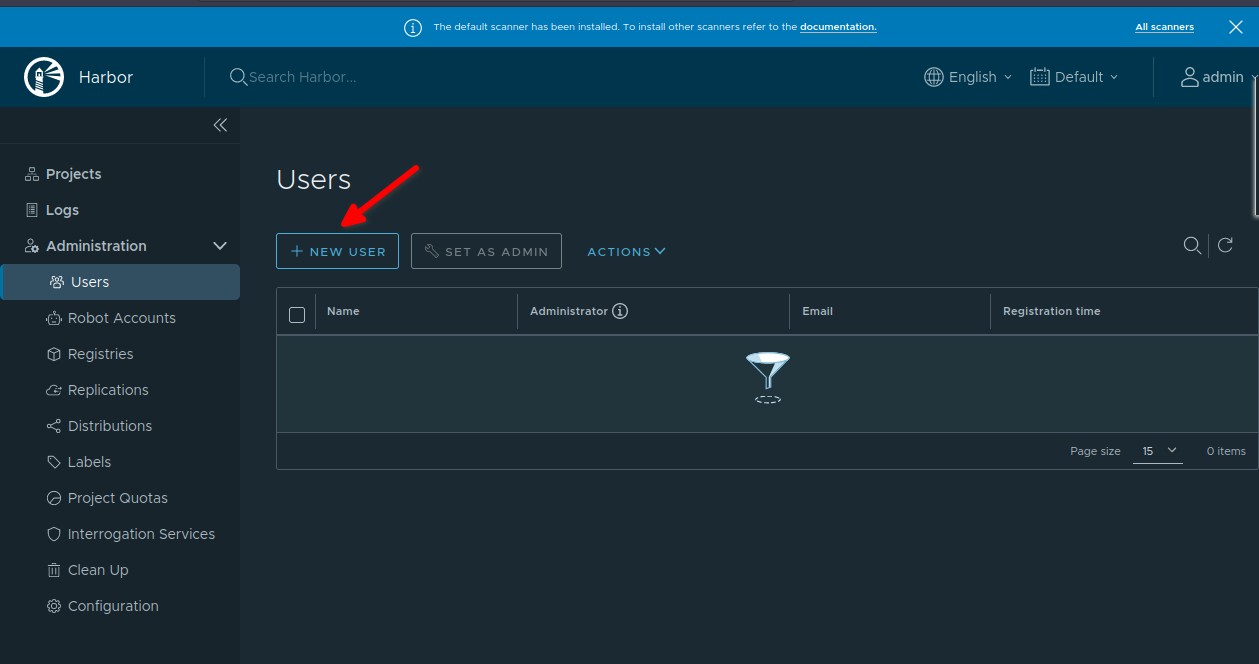 The default scanner has been installed. To install other scanners refer to the documentation.
All scanners
Harbor
Search Harbor...
English
Default
admin
Projects
Logs
Administration
Users
Robot Accounts
Registries
Replications
Distributions
Labels
Project Quotas
Interrogation Services
Clean Up
Configuration
Users
+ NEW USER
SET AS ADMIN
ACTIONS
Name
Administrator
Email
Registration time
Page size
15
0 items